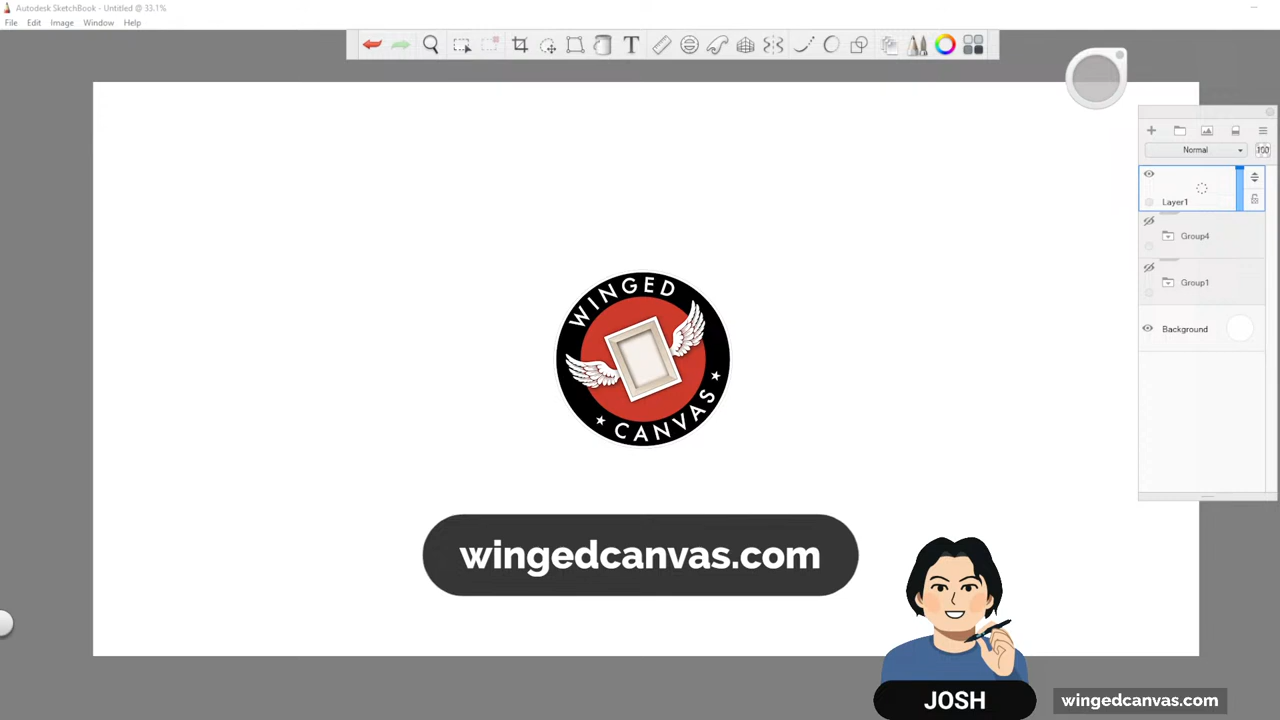 Autodesk SketchBook - Untitled @ 33.1%
File Edit Image Window Help
T
Normal
100
Layer1
Group4
Group1
Background
WINGED
CANVAS
wingedcanvas.com
JOSH
wingedcanvas.com